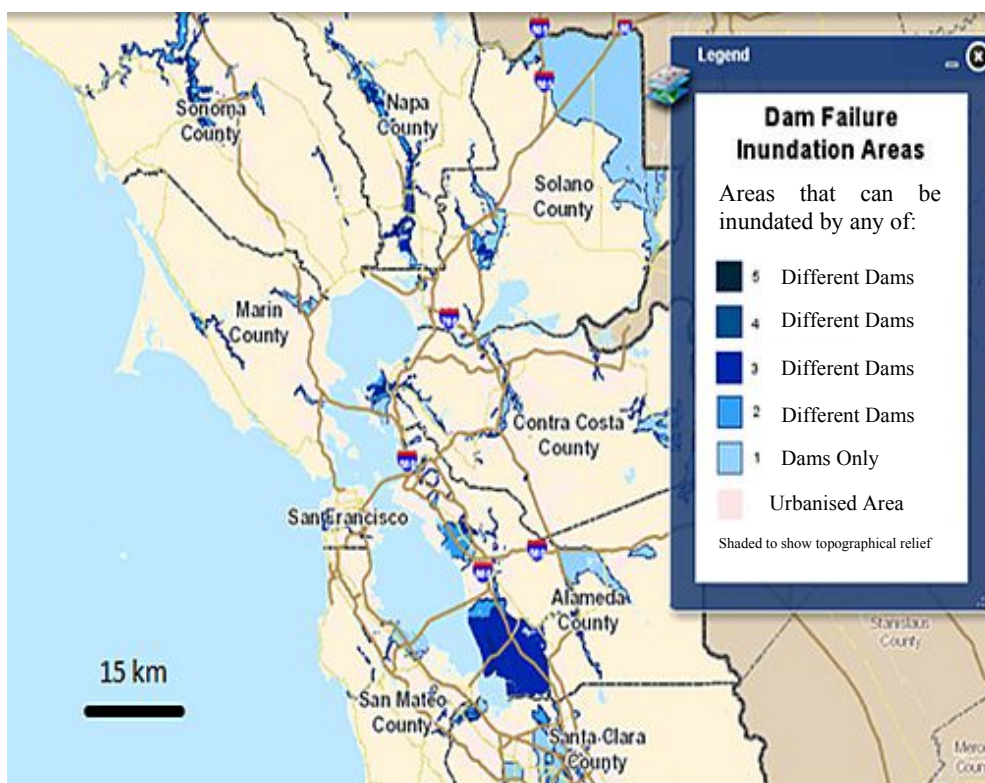 Sonoma
County
Napa
County
Solano
County
Marin
County
Contra Costa
County
San Francisco
Alameda
County
San Mateo
County
Santa Clara
County
Stanislaus
County
15 km
Legend
Dam Failure
Inundation Areas
Areas that can be
inundated by any of:
5 Different Dams
4 Different Dams
3 Different Dams
2 Different Dams
1 Dams Only
Urbanised Area
Shaded to show topographical relief